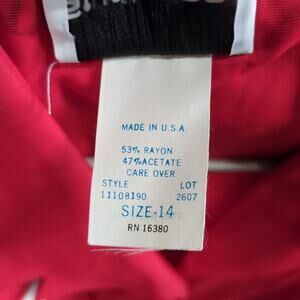 MADE IN U.S.A.
53% RAYON
47% ACETATE
CARE OVER
STYLE LOT
11108190 2607
SIZE-14
RN 16380